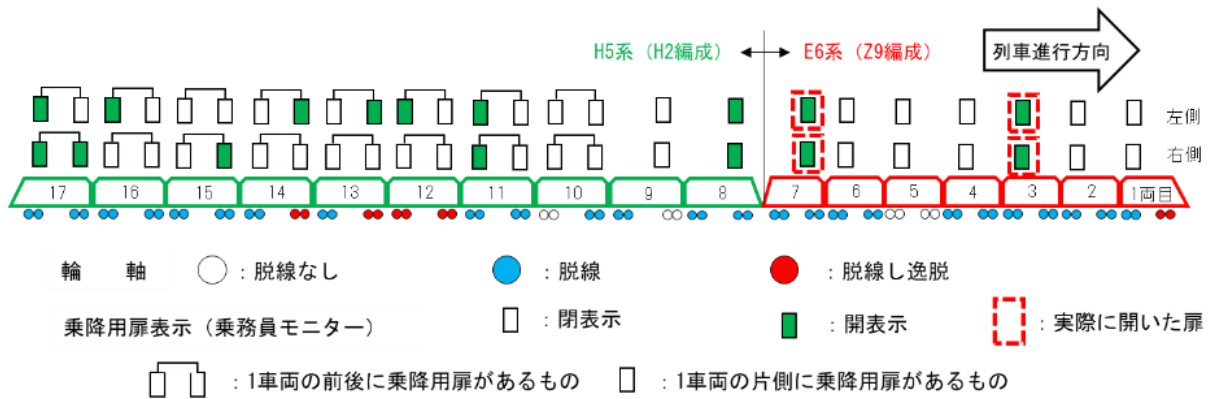 H5系（H2編成）
E6系（Z9編成）
列車進行方向
左側
右側
17 16 15 14 13 12 11 10 9 8 7 6 5 4 3 2 1両目
輪　軸
：脱線なし
：脱線
：脱線し逸脱
乗降用扉表示（乗務員モニター）
：閉表示
：開表示
：実際に開いた扉
：1車両の前後に乗降用扉があるもの
：1車両の片側に乗降用扉があるもの